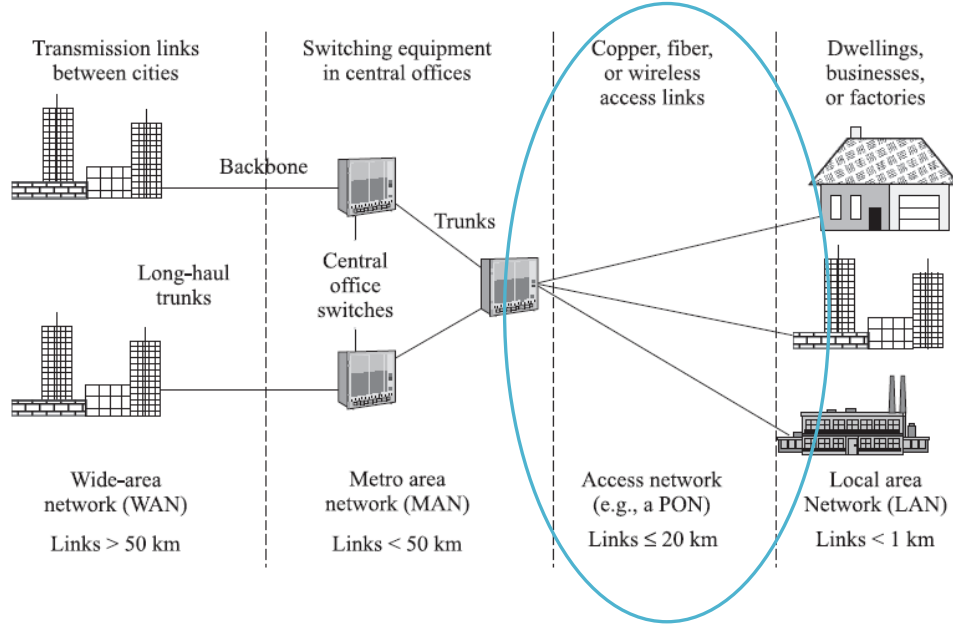 Transmission links
between cities
Switching equipment
in central offices
Copper, fiber,
or wireless
access links
Dwellings,
businesses,
or factories
Backbone
Trunks
Long-haul
trunks
Central
office
switches
Wide-area
network (WAN)
Links > 50 km
Metro area
network (MAN)
Links < 50 km
Access network
(e.g., a PON)
Links ≤ 20 km
Local area
Network (LAN)
Links < 1 km